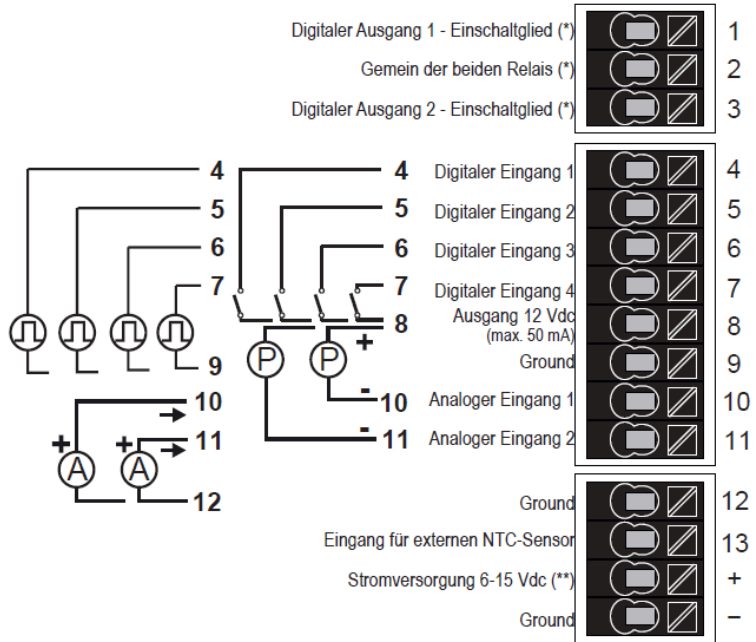 Digitaler Ausgang 1 - Einschaltglied (*) 1
Gemein der beiden Relais (*) 2
Digitaler Ausgang 2 - Einschaltglied (*) 3
4 4 Digitaler Eingang 1 4
5 5 Digitaler Eingang 2 5
6 6 Digitaler Eingang 3 6
7 7 Digitaler Eingang 4 7
8 Ausgang 12 Vdc 8
(max. 50 mA)
+
P P
9 Ground 9
10 - 10 Analoger Eingang 1 10
11 - 11 Analoger Eingang 2 11
+ A + A
12 Ground 12
Eingang für externen NTC-Sensor 13
Stromversorgung 6-15 Vdc (**) +
Ground -